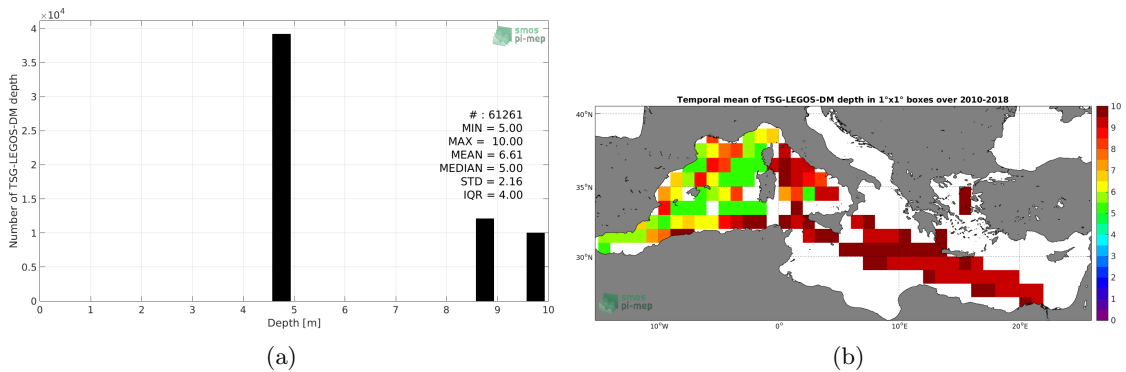 ×10⁴
4
3.5
3
2.5
2
1.5
1
0.5
0
Number of TSG-LEGOS-DM depth
smos
pi-mep
# : 61261
MIN = 5.00
MAX = 10.00
MEAN = 6.61
MEDIAN = 5.00
STD = 2.16
IQR = 4.00
0 1 2 3 4 5 6 7 8 9 10
Depth [m]
(a)
Temporal mean of TSG-LEGOS-DM depth in 1°x1° boxes over 2010-2018
40°N
35°N
30°N
10°W 0° 10°E 20°E
smos
pi-mep
10
9
8
7
6
5
4
3
2
1
0
(b)